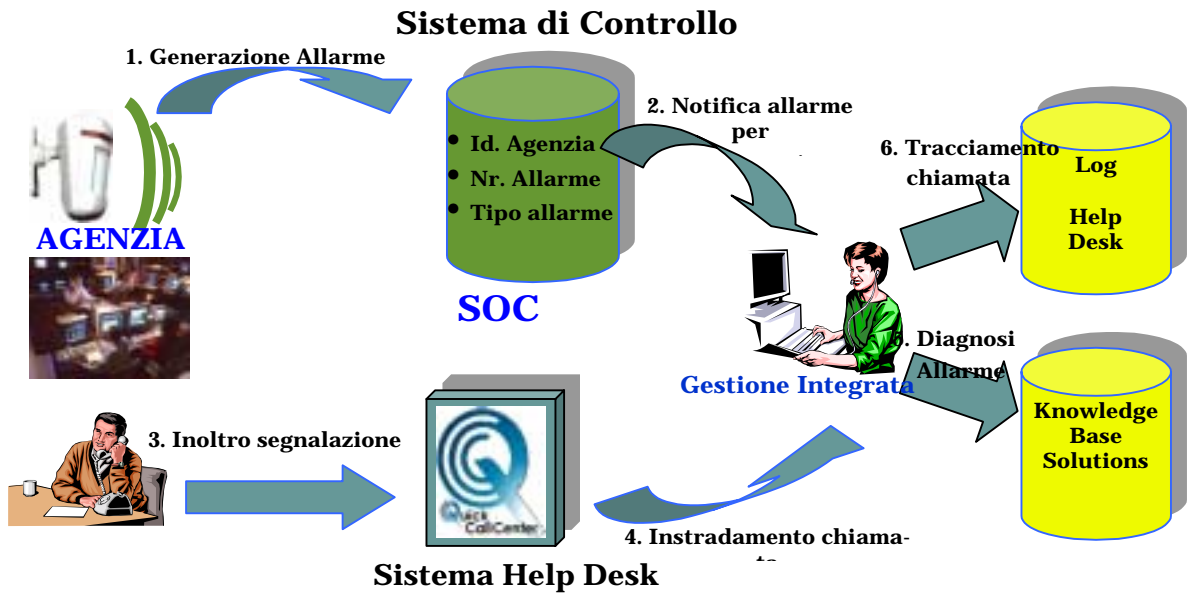 Sistema di Controllo
1. Generazione Allarme
2. Notifica allarme
per
• Id. Agenzia
• Nr. Allarme
• Tipo allarme
6. Tracciamento
chiamata
Log
Help
Desk
AGENZIA
SOC
Diagnosi
Allarme
Gestione Integrata
Knowledge
Base
Solutions
3. Inoltro segnalazione
Quick
CallCenter
4. Instradamento chiama-
Sistema Help Desk